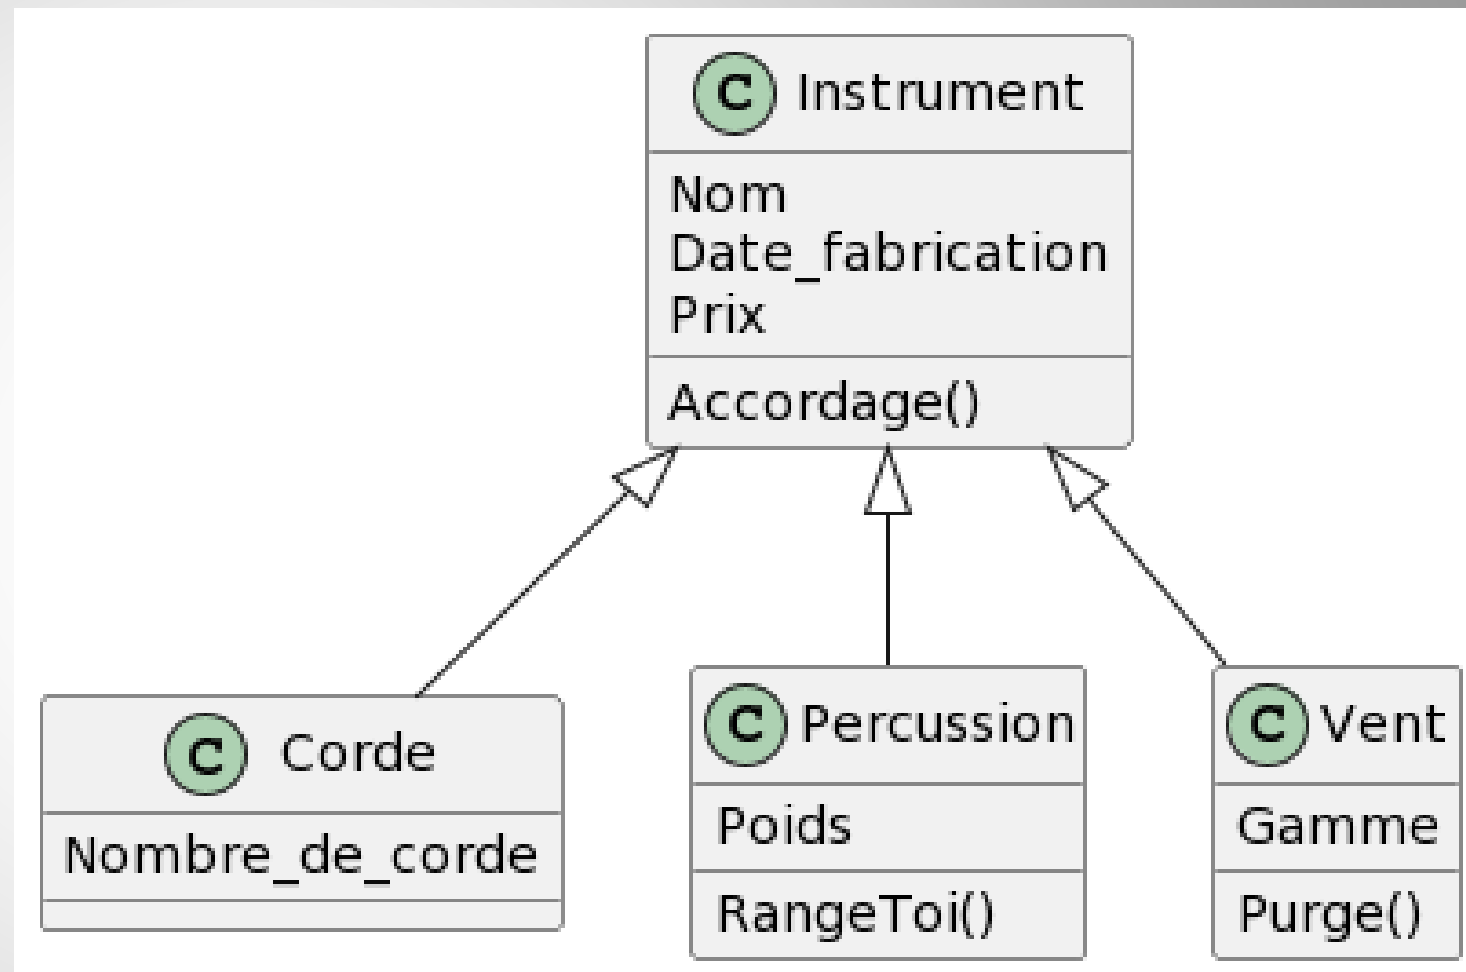 C Instrument
Nom
Date_fabrication
Prix
Accordage()
C Corde
Nombre_de_corde
C Percussion
Poids
RangeToi()
C Vent
Gamme
Purge()